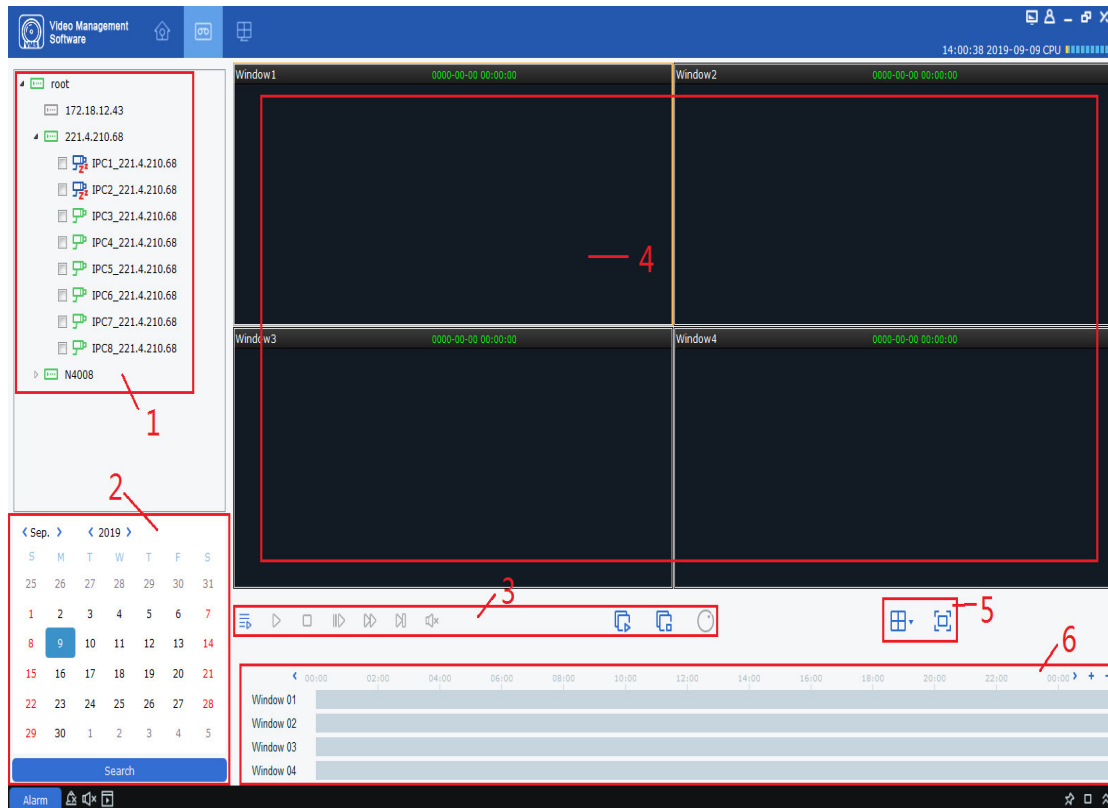 Video Management
Software
14:00:38 2019-09-09 CPU
root
172.18.12.43
221.4.210.68
IPC1_221.4.210.68
IPC2_221.4.210.68
IPC3_221.4.210.68
IPC4_221.4.210.68
IPC5_221.4.210.68
IPC6_221.4.210.68
IPC7_221.4.210.68
IPC8_221.4.210.68
N4008
1
Window1 0000-00-00 00:00:00
Window2 0000-00-00 00:00:00
4
Window3 0000-00-00 00:00:00
Window4 0000-00-00 00:00:00
2
Sep. 2019
S M T W T F S
25 26 27 28 29 30 31
1 2 3 4 5 6 7
8 9 10 11 12 13 14
15 16 17 18 19 20 21
22 23 24 25 26 27 28
29 30 1 2 3 4 5
Search
3
5
6
00:00 02:00 04:00 06:00 08:00 10:00 12:00 14:00 16:00 18:00 20:00 22:00 00:00 + -
Window 01
Window 02
Window 03
Window 04
Alarm